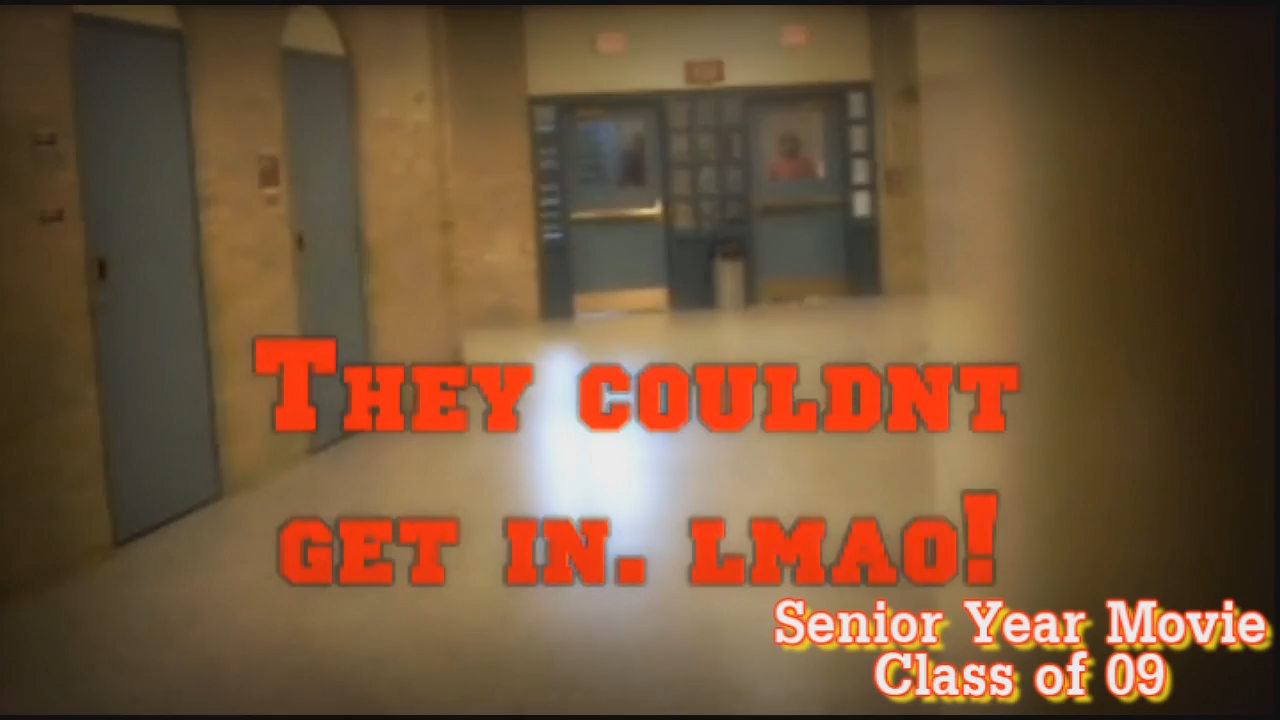 They couldnt
get in. lmao!
Senior Year Movie
Class of 09